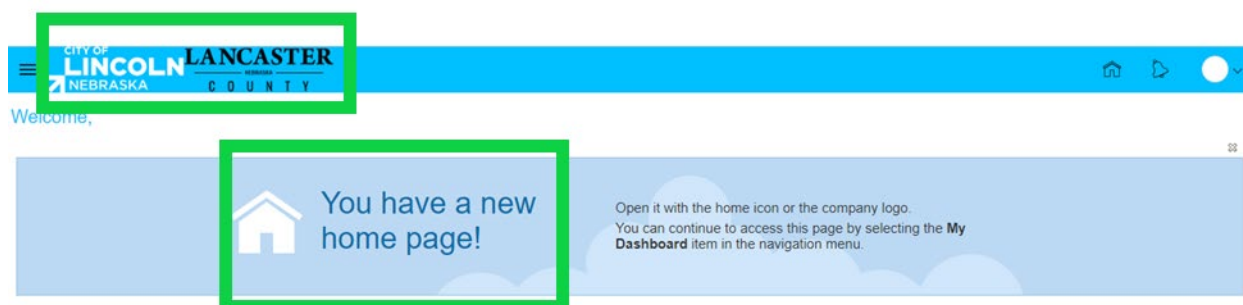 CITY OF
LINCOLN
NEBRASKA
LANCASTER
NEBRASKA
COUNTY
Welcome,
You have a new
home page!
Open it with the home icon or the company logo.
You can continue to access this page by selecting the My
Dashboard item in the navigation menu.